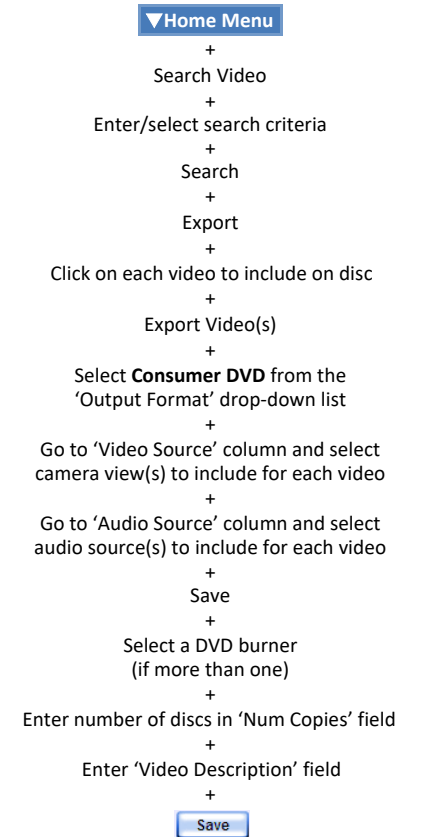 ▼Home Menu
+
Search Video
+
Enter/select search criteria
+
Search
+
Export
+
Click on each video to include on disc
+
Export Video(s)
+
Select Consumer DVD from the
‘Output Format’ drop-down list
+
Go to ‘Video Source’ column and select
camera view(s) to include for each video
+
Go to ‘Audio Source’ column and select
audio source(s) to include for each video
+
Save
+
Select a DVD burner
(if more than one)
+
Enter number of discs in ‘Num Copies’ field
+
Enter ‘Video Description’ field
+
Save